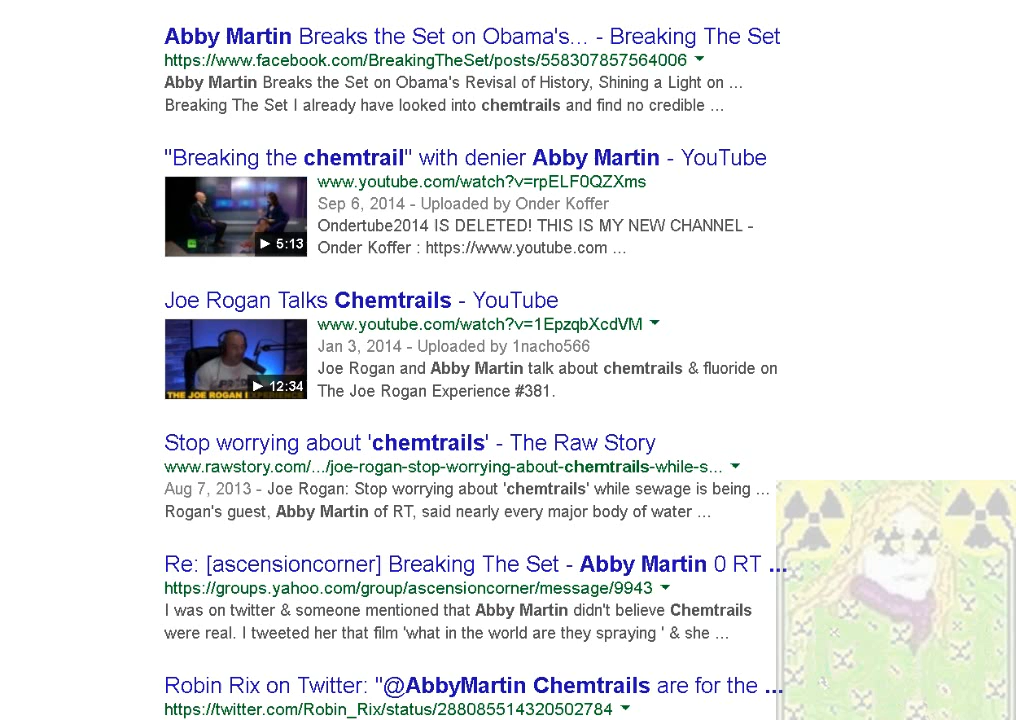 Abby Martin Breaks the Set on Obama's... - Breaking The Set
https://www.facebook.com/BreakingTheSet/posts/558307857564006
Abby Martin Breaks the Set on Obama's Revisal of History, Shining a Light on ...
Breaking The Set I already have looked into chemtrails and find no credible ...
"Breaking the chemtrail" with denier Abby Martin - YouTube
www.youtube.com/watch?v=rpELF0QZXms
Sep 6, 2014 - Uploaded by Onder Koffer
Ondertube2014 IS DELETED! THIS IS MY NEW CHANNEL -
Onder Koffer : https://www.youtube.com ...
5:13
Joe Rogan Talks Chemtrails - YouTube
www.youtube.com/watch?v=1EpzqbXcdVM
Jan 3, 2014 - Uploaded by 1nacho566
Joe Rogan and Abby Martin talk about chemtrails & fluoride on
The Joe Rogan Experience #381.
12:34
THE JOE ROGAN EXPERIENCE
Stop worrying about 'chemtrails' - The Raw Story
www.rawstory.com/.../joe-rogan-stop-worrying-about-chemtrails-while-s...
Aug 7, 2013 - Joe Rogan: Stop worrying about 'chemtrails' while sewage is being ...
Rogan's guest, Abby Martin of RT, said nearly every major body of water ...
Re: [ascensioncorner] Breaking The Set - Abby Martin 0 RT ...
https://groups.yahoo.com/group/ascensioncorner/message/9943
I was on twitter & someone mentioned that Abby Martin didn't believe Chemtrails
were real. I tweeted her that film 'what in the world are they spraying ' & she ...
Robin Rix on Twitter: "@AbbyMartin Chemtrails are for the ...
https://twitter.com/Robin_Rix/status/288085514320502784